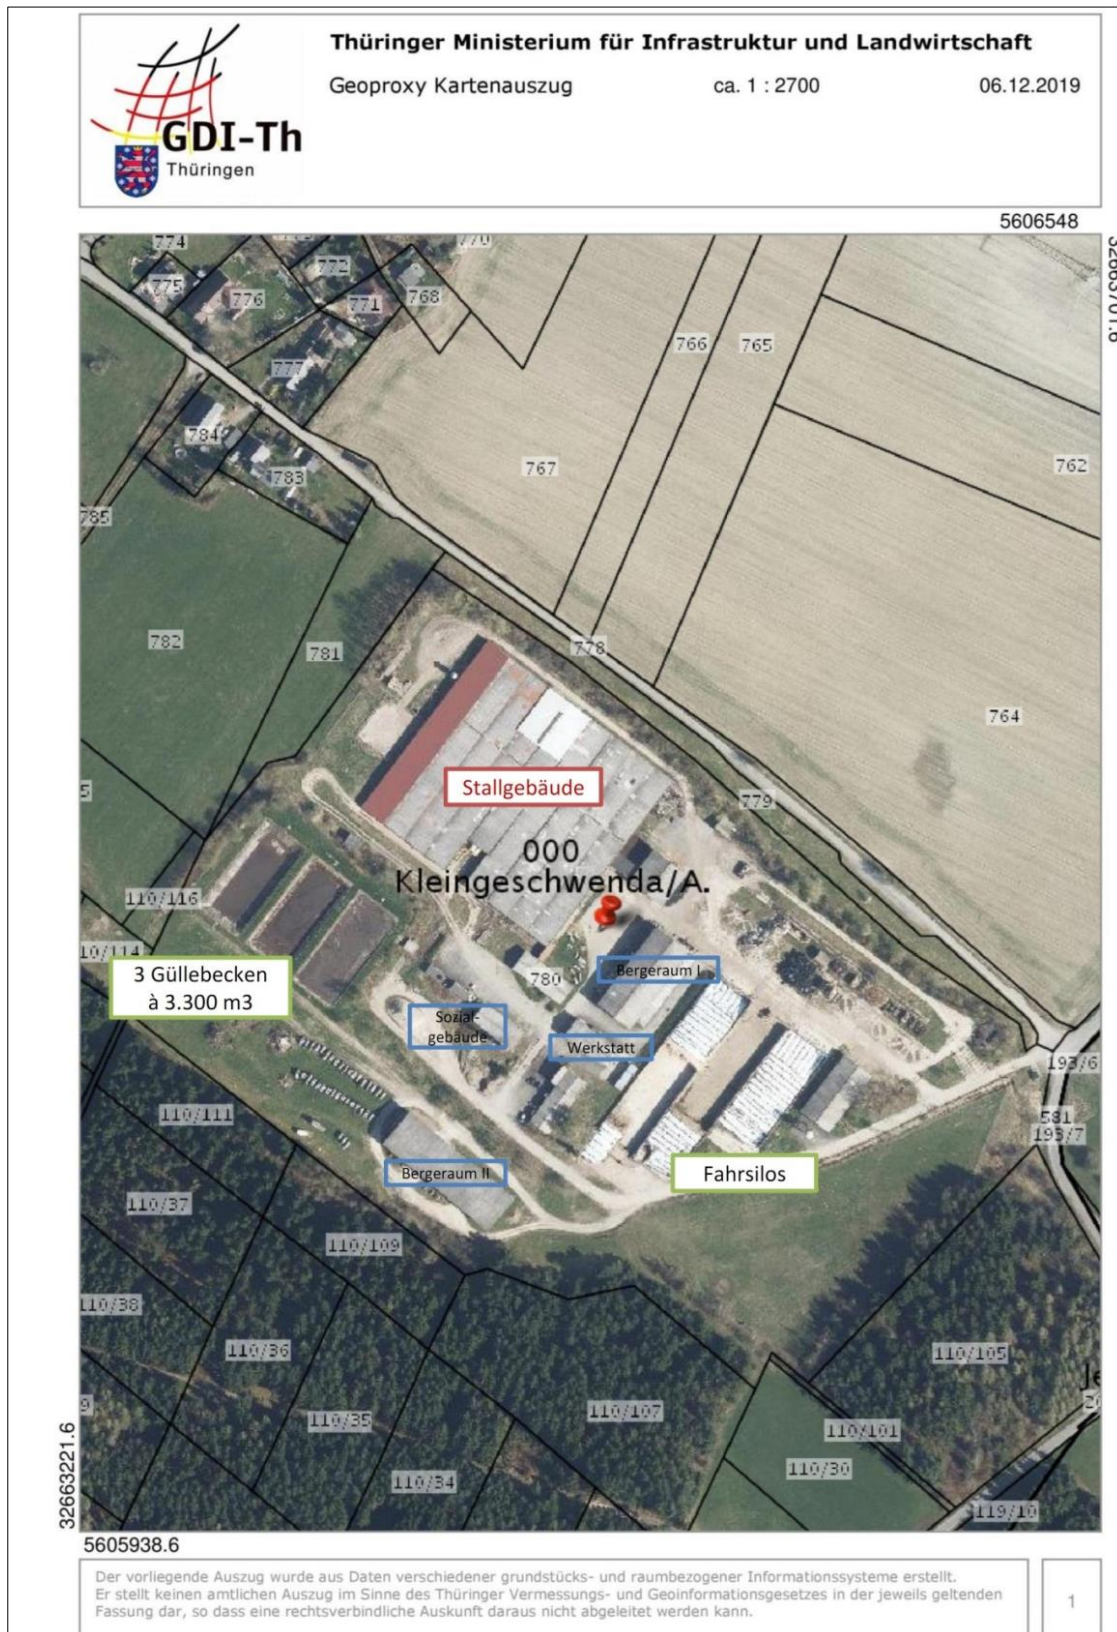 Thüringer Ministerium für Infrastruktur und Landwirtschaft
Geoproxy Kartenauszug ca. 1 : 2700 06.12.2019
GDI-Th
Thüringen
5606548
32663701.6
774
772
775
776
771
768
766
765
777
784
767
762
783
785
782
781
778
764
Stallgebäude
779
000
Kleingeschwenda/A.
110/116
3 Güllebecken
à 3.300 m3
780
Bergeraum I
Sozial-
gebäude
Werkstatt
193/6
110/111
581
193/7
Bergeraum II
Fahrsilos
110/37
110/109
110/38
110/36
110/105
110/35
110/107
110/101
110/34
110/30
119/10
32663221.6
5605938.6
Der vorliegende Auszug wurde aus Daten verschiedener grundstücks- und raumbezogener Informationssysteme erstellt.
Er stellt keinen amtlichen Auszug im Sinne des Thüringer Vermessungs- und Geoinformationsgesetzes in der jeweils geltenden
Fassung dar, so dass eine rechtsverbindliche Auskunft daraus nicht abgeleitet werden kann.
1